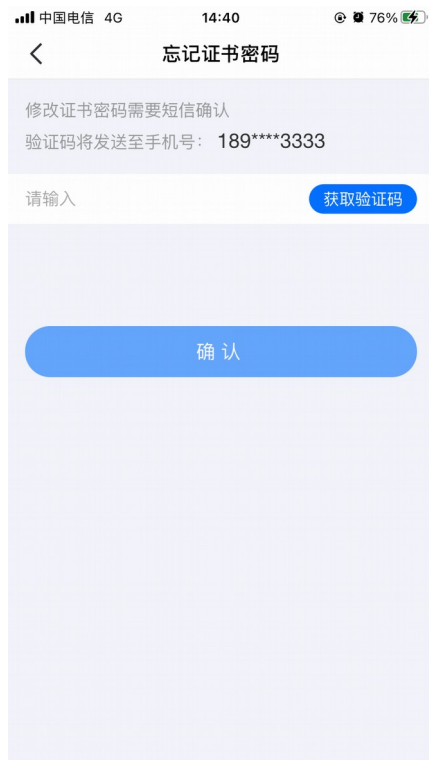 中国电信 4G 14:40 76%
忘记证书密码
修改证书密码需要短信确认
验证码将发送至手机号： 189****3333
请输入 获取验证码
确 认